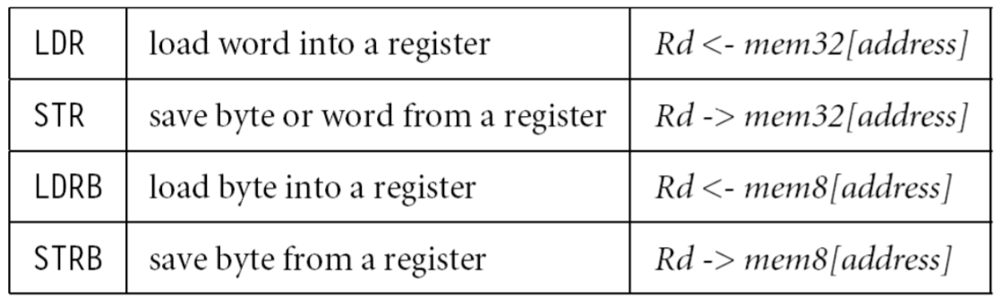 LDR load word into a register Rd <- mem32[address]
STR save byte or word from a register Rd -> mem32[address]
LDRB load byte into a register Rd <- mem8[address]
STRB save byte from a register Rd -> mem8[address]